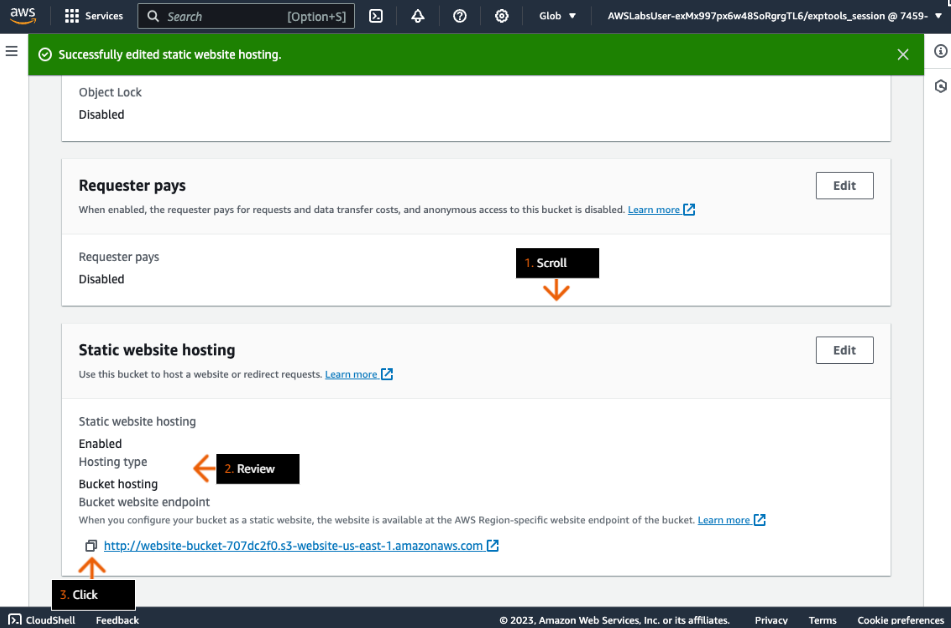 aws Services Search [Option+S] Glob AWSLabsUser-exMx997px6w48SoRgrgTL6/exptools_session @ 7459-
Successfully edited static website hosting.
Object Lock
Disabled
Requester pays Edit
When enabled, the requester pays for requests and data transfer costs, and anonymous access to this bucket is disabled. Learn more
Requester pays
Disabled
1. Scroll
Static website hosting Edit
Use this bucket to host a website or redirect requests. Learn more
Static website hosting
Enabled
Hosting type
2. Review
Bucket hosting
Bucket website endpoint
When you configure your bucket as a static website, the website is available at the AWS Region-specific website endpoint of the bucket. Learn more
http://website-bucket-707dc2f0.s3-website-us-east-1.amazonaws.com
3. Click
CloudShell Feedback © 2023, Amazon Web Services, Inc. or its affiliates. Privacy Terms Cookie preferences